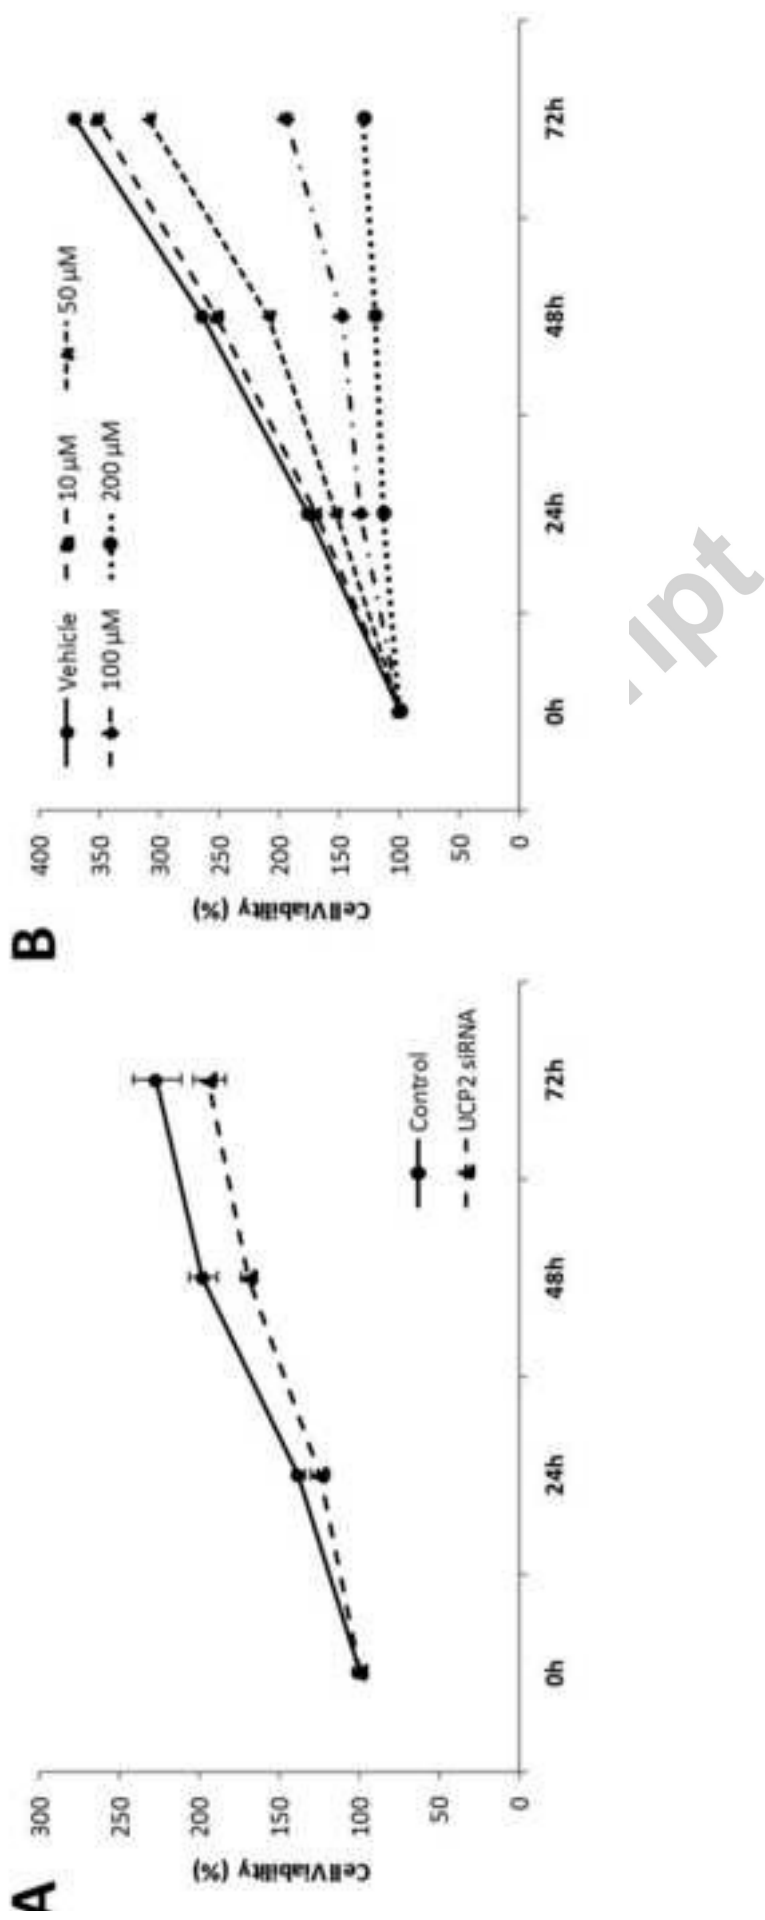 A
Cell Viability (%)
300
250
200
150
100
50
0
0h
24h
48h
72h
Control
UCP2 siRNA
B
Cell Viability (%)
400
350
300
250
200
150
100
50
0
Vehicle 10 µM 50 µM
100 µM 200 µM
0h
24h
48h
72h
ipt